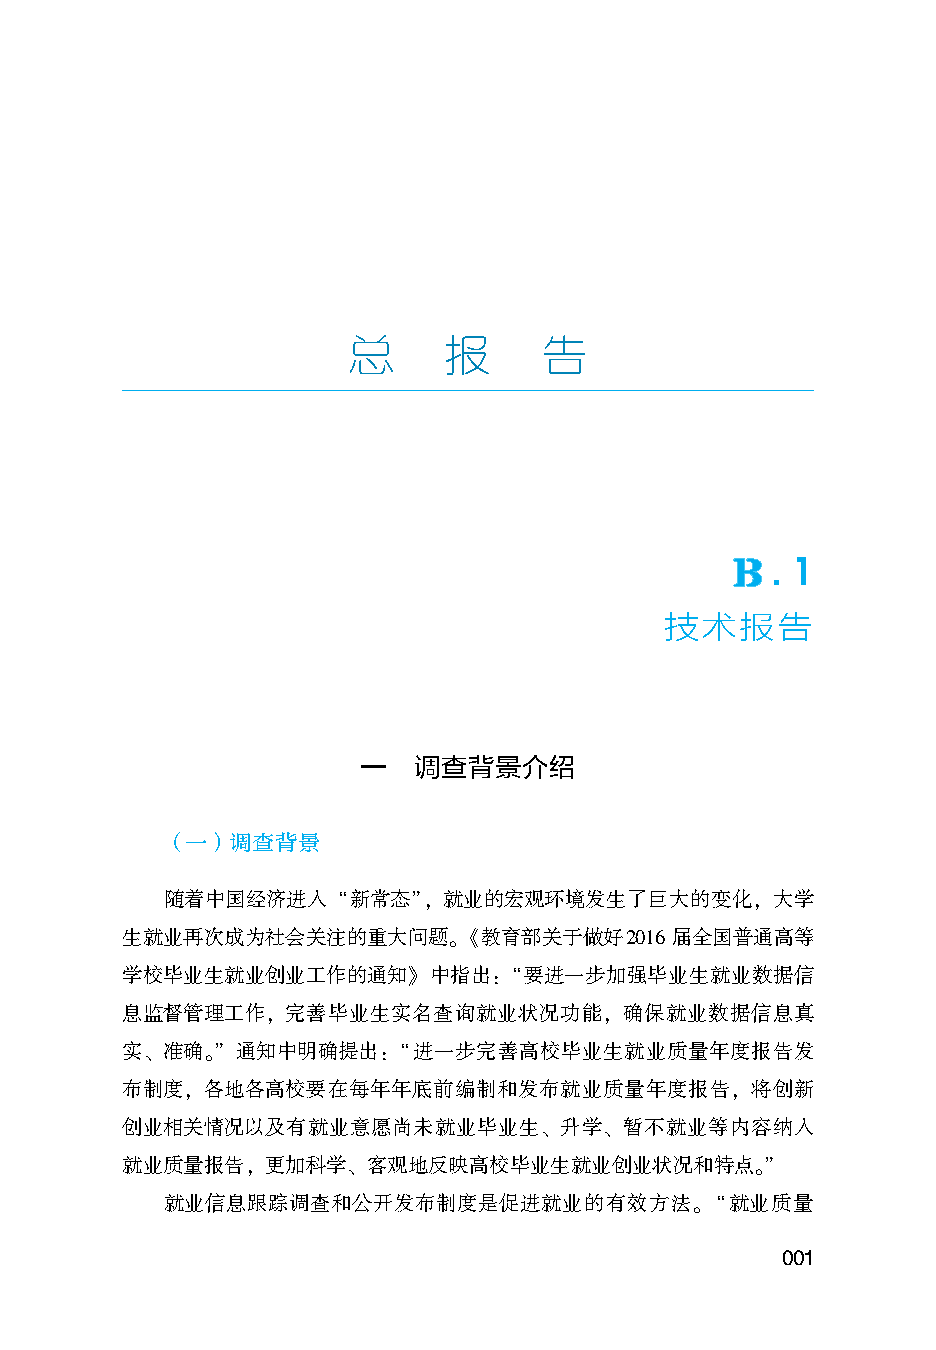 总 报 告
B.1
技术报告
一 调查背景介绍
（一）调查背景
随着中国经济进入“新常态”，就业的宏观环境发生了巨大的变化，大学
生就业再次成为社会关注的重大问题。《教育部关于做好2016届全国普通高等
学校毕业生就业创业工作的通知》中指出：“要进一步加强毕业生就业数据信
息监督管理工作，完善毕业生实名查询就业状况功能，确保就业数据信息真
实、准确。”通知中明确提出：“进一步完善高校毕业生就业质量年度报告发
布制度，各地各高校要在每年年底前编制和发布就业质量年度报告，将创新
创业相关情况以及有就业意愿尚未就业毕业生、升学、暂不就业等内容纳入
就业质量报告，更加科学、客观地反映高校毕业生就业创业状况和特点。”
就业信息跟踪调查和公开发布制度是促进就业的有效方法。“就业质量
001